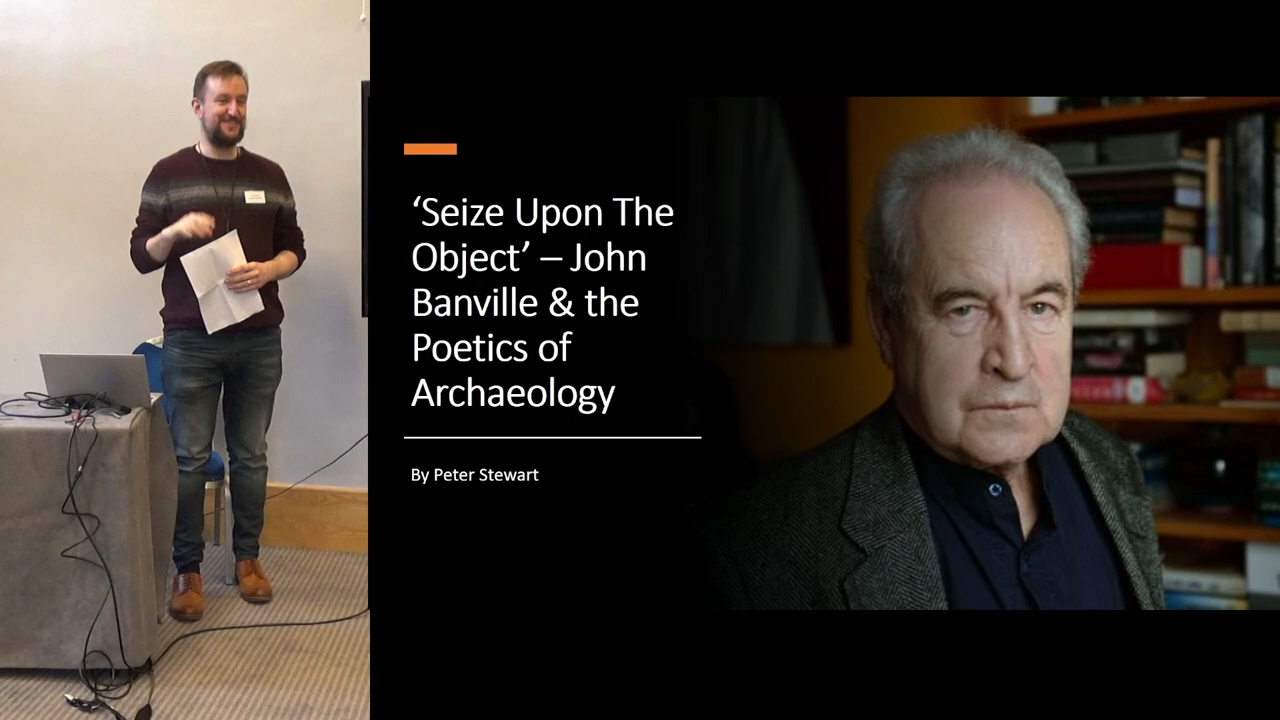 ‘Seize Upon The
Object’ – John
Banville & the
Poetics of
Archaeology
By Peter Stewart